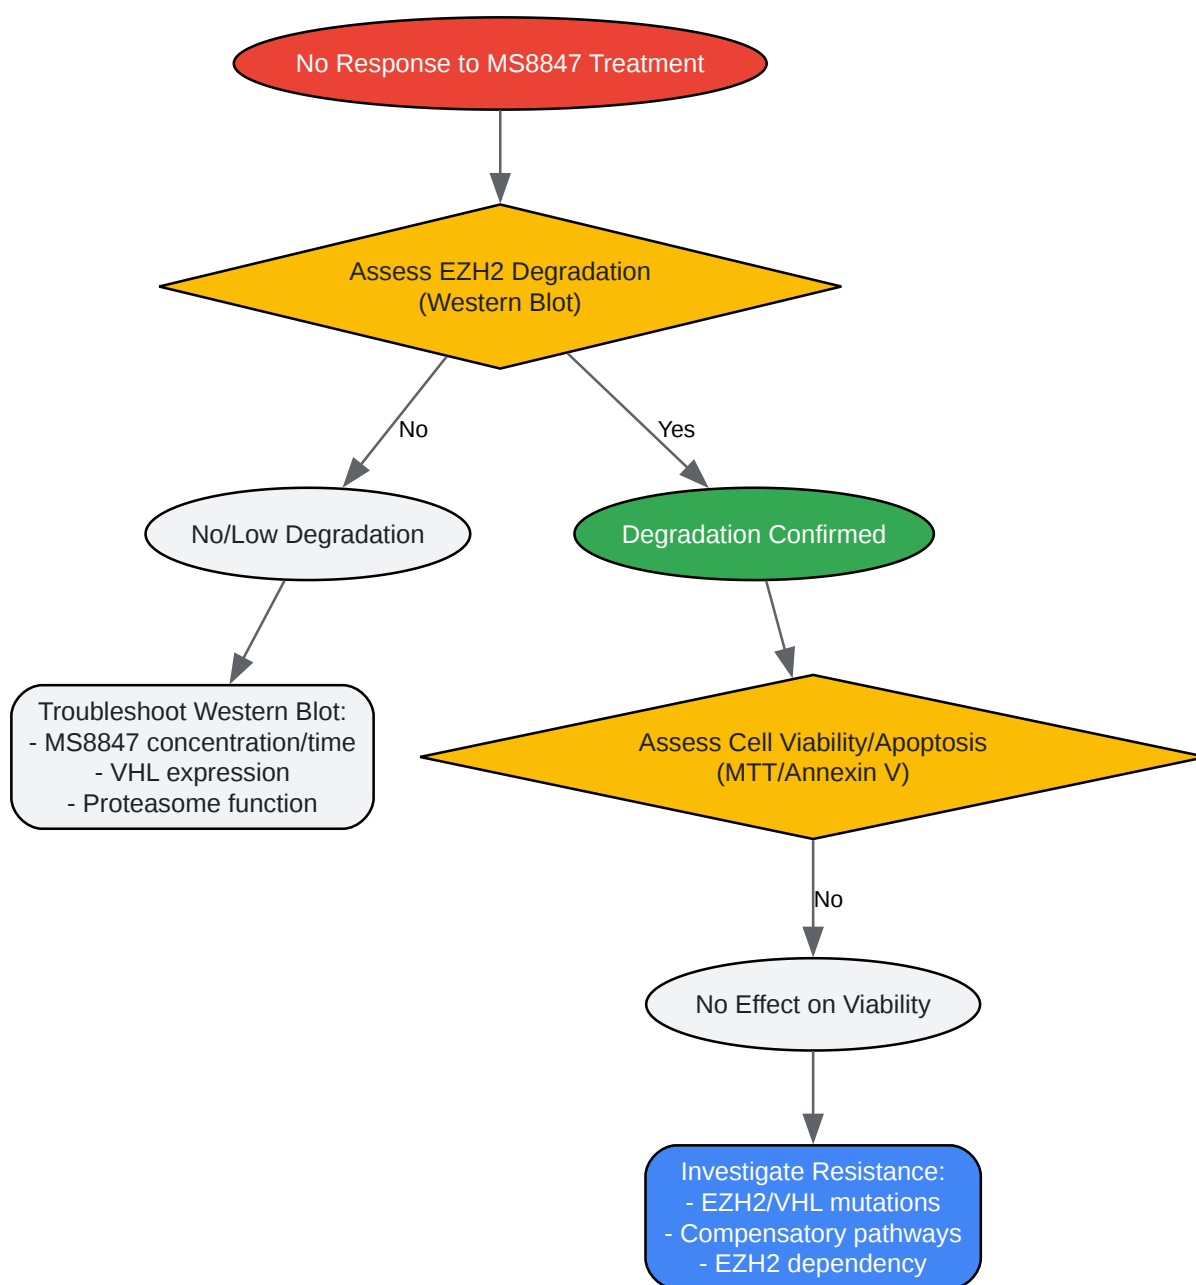 No Response to MS8847 Treatment
Assess EZH2 Degradation
(Western Blot)
No
Yes
No/Low Degradation
Degradation Confirmed
Troubleshoot Western Blot:
- MS8847 concentration/time
- VHL expression
- Proteasome function
Assess Cell Viability/Apoptosis
(MTT/Annexin V)
No
No Effect on Viability
Investigate Resistance:
- EZH2/VHL mutations
- Compensatory pathways
- EZH2 dependency